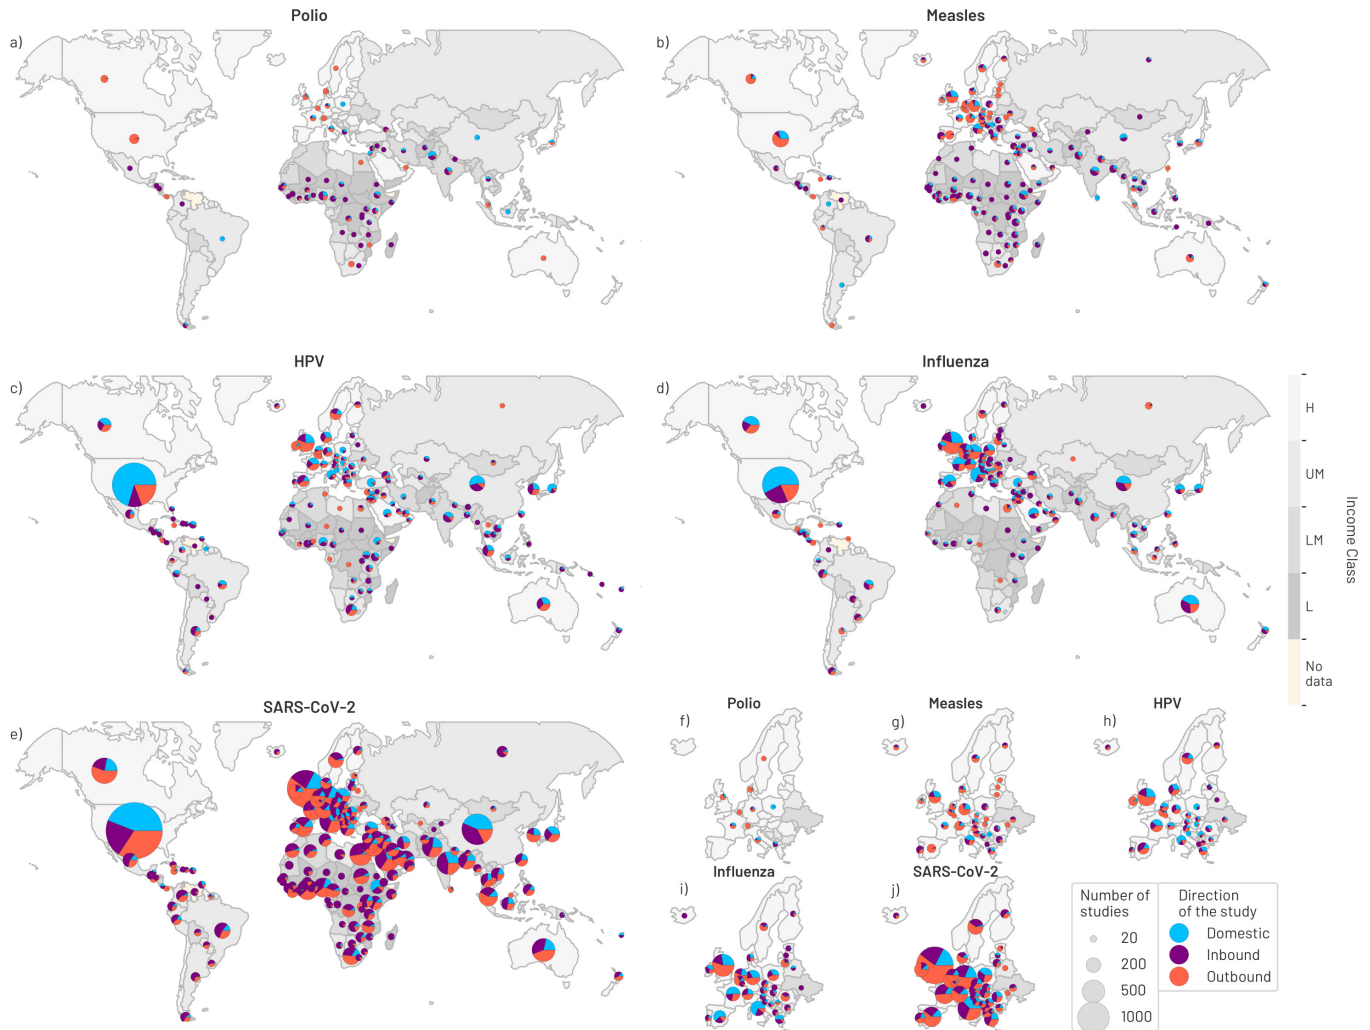 Polio
Measles
a)
b)
HPV
Influenza
c)
d)
H
UM
LM
L
No
data
Income Class
SARS-CoV-2
e)
Polio
Measles
HPV
f)
g)
h)
Influenza
SARS-CoV-2
i)
j)
Number of
studies
20
200
500
1000
Direction
of the study
Domestic
Inbound
Outbound